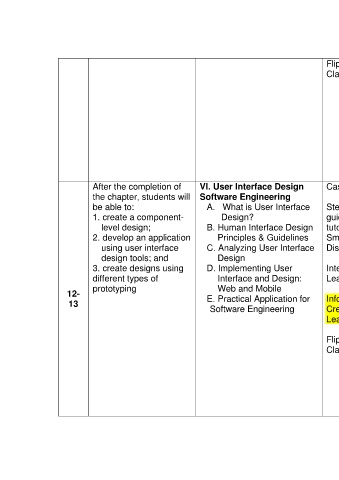 Flip
Cla
12-
13
After the completion of
the chapter, students will
be able to:
1. create a component-
level design;
2. develop an application
using user interface
design tools; and
3. create designs using
different types of
prototyping
VI. User Interface Design
Software Engineering
A. What is User Interface
Design?
B. Human Interface Design
Principles & Guidelines
C. Analyzing User Interface
Design
D. Implementing User
Interface and Design:
Web and Mobile
E. Practical Application for
Software Engineering
Cas
Ste
guid
tuto
Sm
Dis
Inte
Lea
Info
Cre
Lea
Flip
Cla